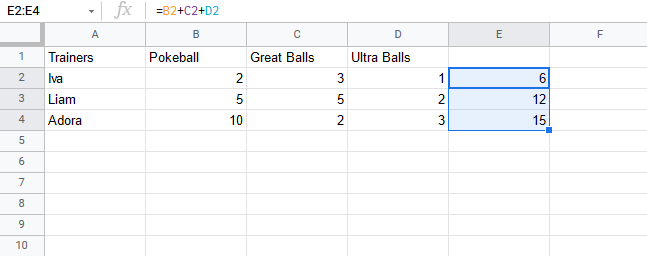 E2:E4 fx =B2+C2+D2
A B C D E F
1 Trainers Pokeball Great Balls Ultra Balls
2 Iva 2 3 1 6
3 Liam 5 5 2 12
4 Adora 10 2 3 15
5
6
7
8
9
10